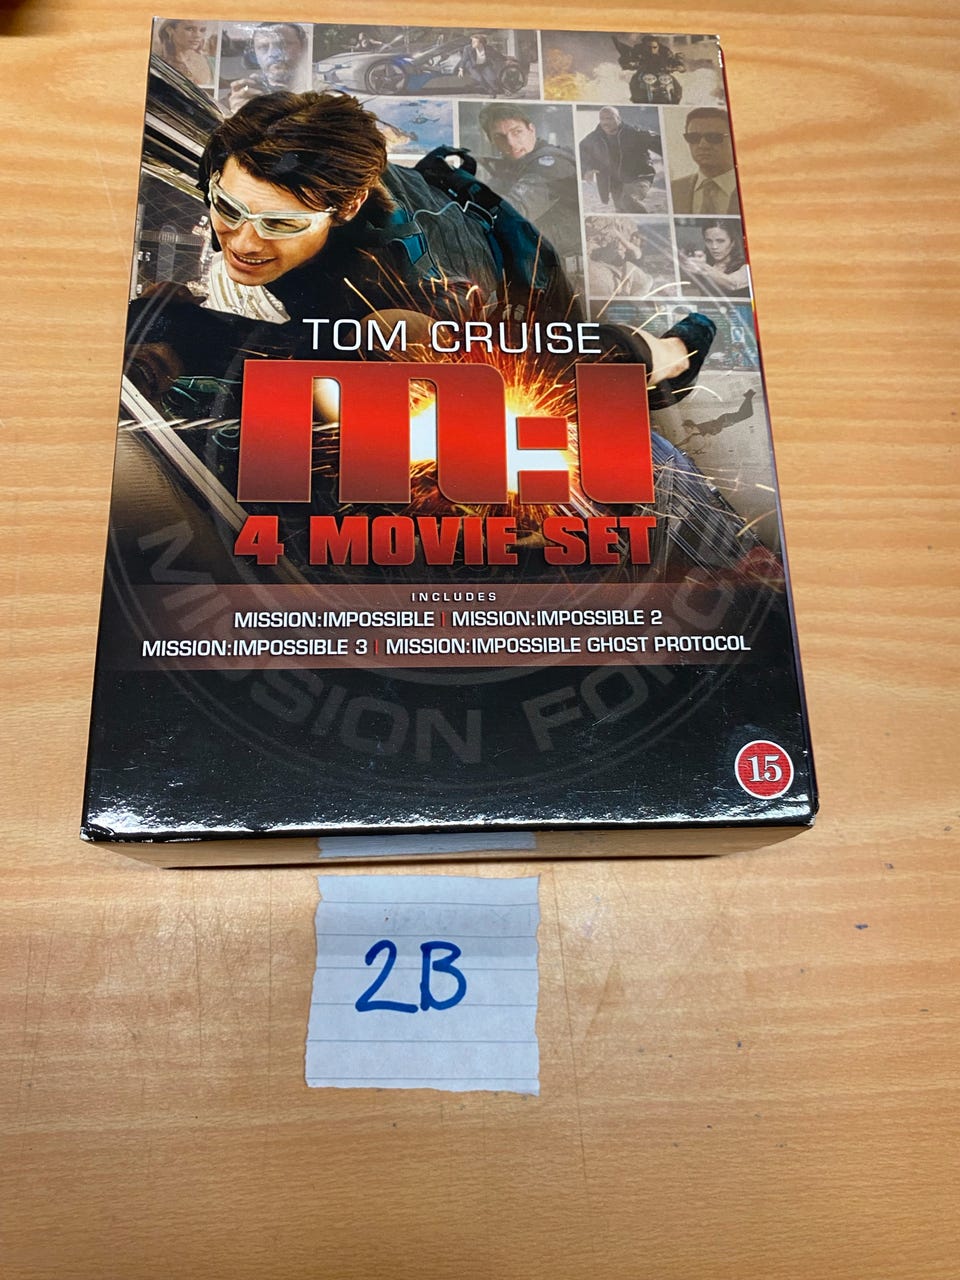 TOM CRUISE
M:I
4 MOVIE SET
INCLUDES
MISSION:IMPOSSIBLE | MISSION:IMPOSSIBLE 2
MISSION:IMPOSSIBLE 3 | MISSION:IMPOSSIBLE GHOST PROTOCOL
MISSION
15
2B